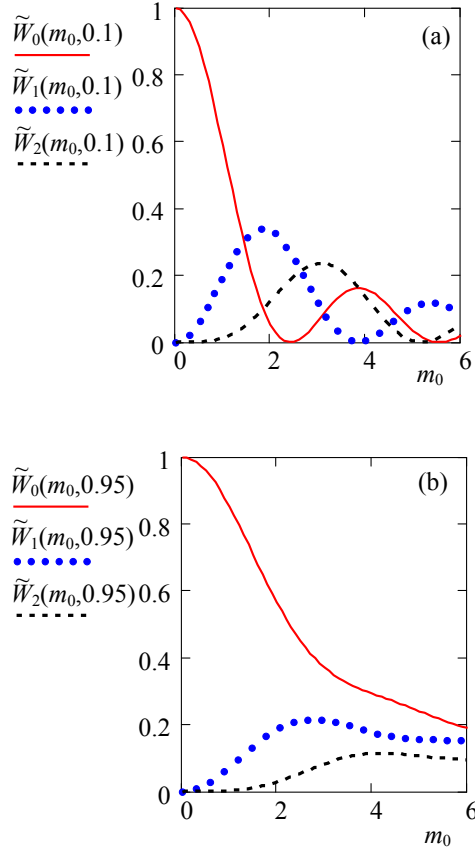 W̃₀(m₀,0.1)
W̃₁(m₀,0.1)
W̃₂(m₀,0.1)
(a)
1
0.8
0.6
0.4
0.2
0
0 2 4 6
m₀
W̃₀(m₀,0.95)
W̃₁(m₀,0.95)
W̃₂(m₀,0.95)
(b)
1
0.8
0.6
0.4
0.2
0
0 2 4 6
m₀